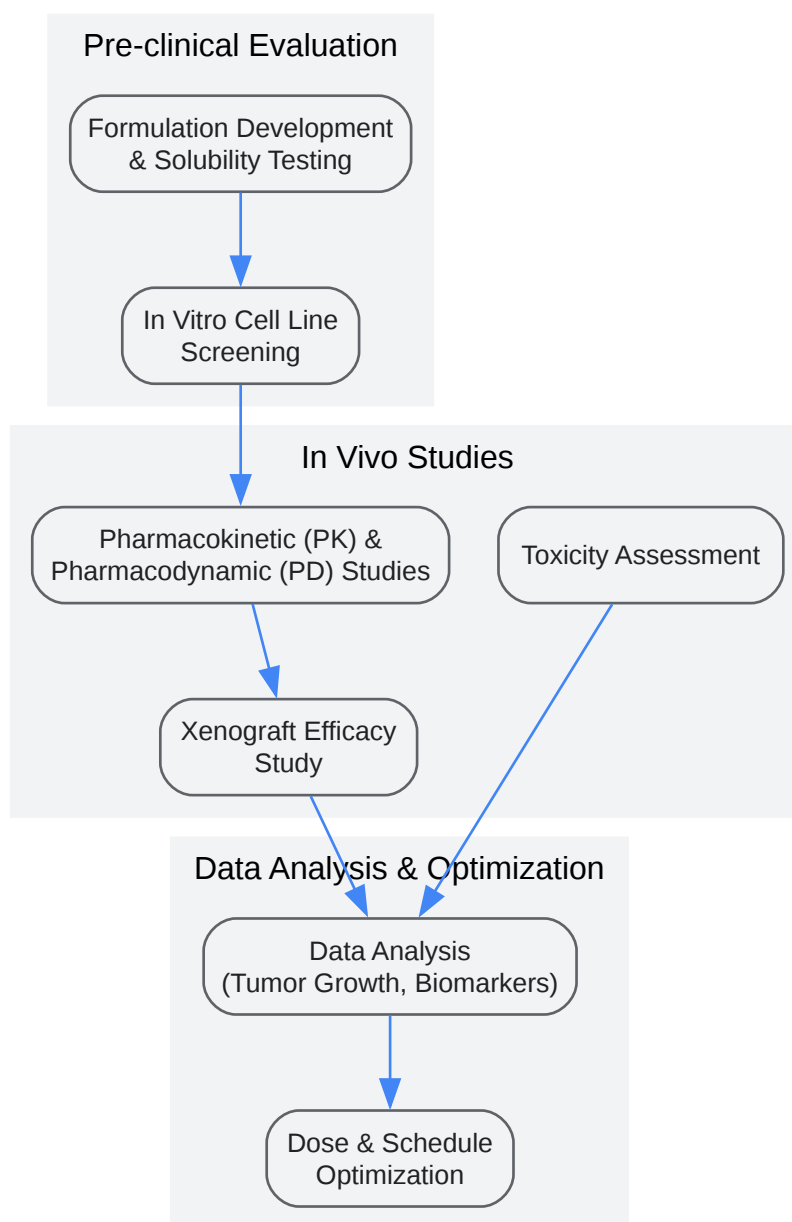 Pre-clinical Evaluation
Formulation Development
& Solubility Testing
In Vitro Cell Line
Screening
In Vivo Studies
Pharmacokinetic (PK) &
Pharmacodynamic (PD) Studies
Toxicity Assessment
Xenograft Efficacy
Study
Data Analysis & Optimization
Data Analysis
(Tumor Growth, Biomarkers)
Dose & Schedule
Optimization